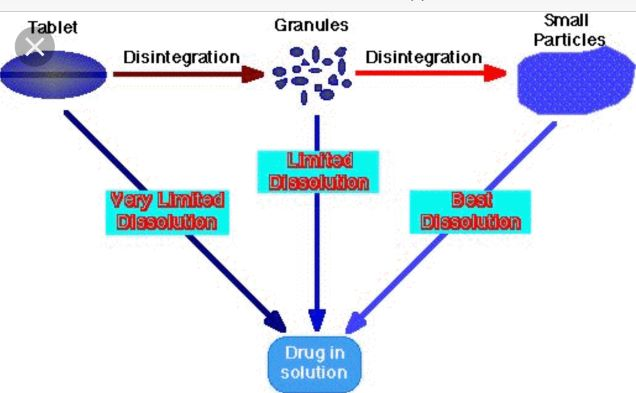 Tablet
Granules
Small
Particles
Disintegration
Disintegration
Very Limited
Dissolution
Limited
Dissolution
Best
Dissolution
Drug in
solution